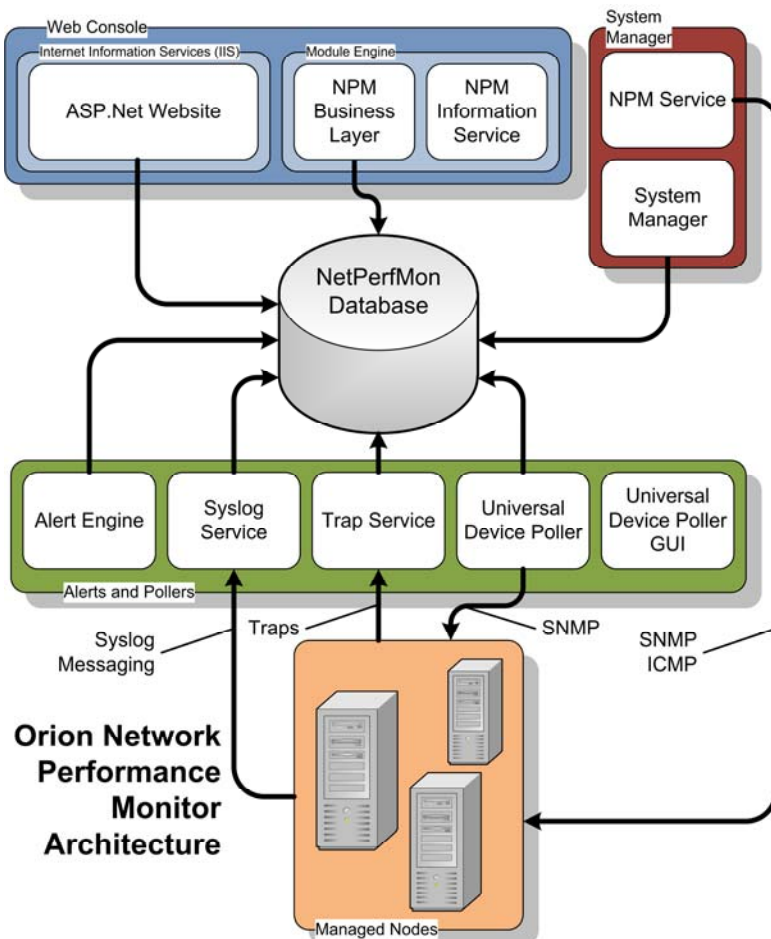 Web Console
Internet Information Services (IIS)
ASP.Net Website
Module Engine
NPM
Business
Layer
NPM
Information
Service
System
Manager
NPM Service
System
Manager
NetPerfMon
Database
Alert Engine
Syslog
Service
Trap Service
Universal
Device Poller
Universal
Device Poller
GUI
Alerts and Pollers
Syslog
Messaging
Traps
SNMP
SNMP
ICMP
Orion Network
Performance
Monitor
Architecture
Managed Nodes